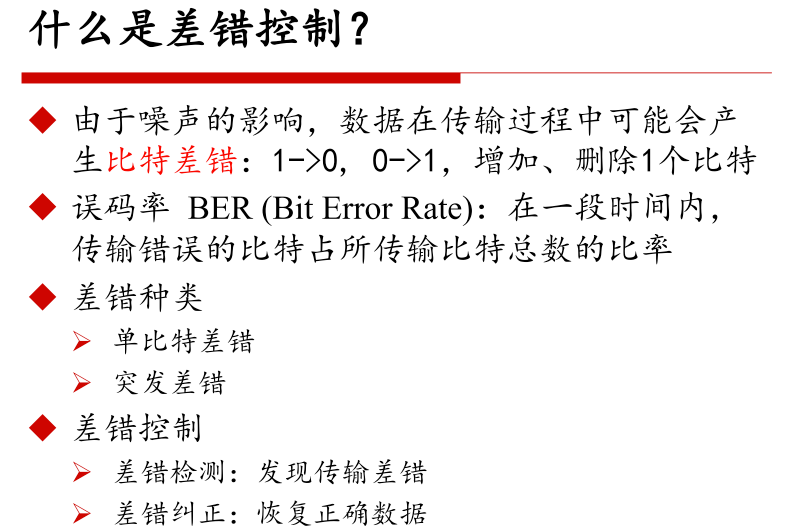 什么是差错控制？
由于噪声的影响，数据在传输过程中可能会产
生比特差错：1->0，0->1，增加、删除1个比特
误码率 BER (Bit Error Rate)：在一段时间内，
传输错误的比特占所传输比特总数的比率
差错种类
单比特差错
突发差错
差错控制
差错检测：发现传输差错
差错纠正：恢复正确数据